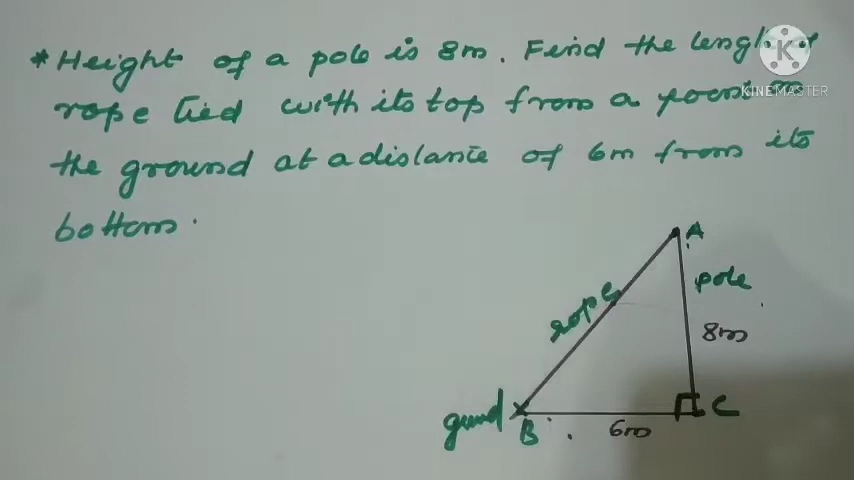 * Height of a pole is 8m. Find the length of
rope tied with its top from a point on
the ground at a distance of 6m from its
bottom.
A
pole
rope
8m
ground B 6m C
K
KINEMASTER